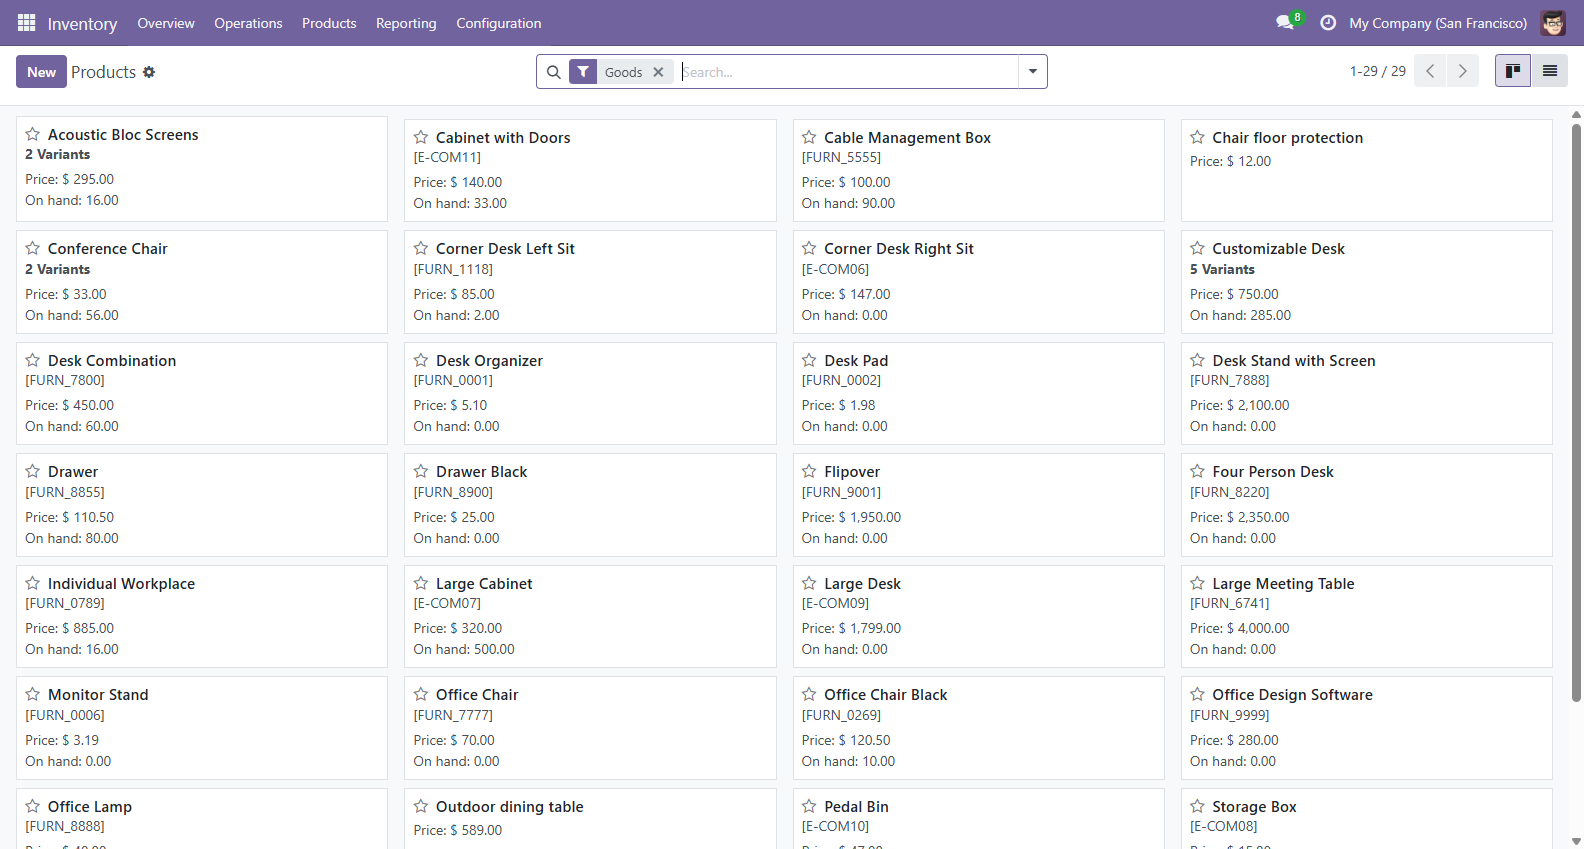 Inventory Overview Operations Products Reporting Configuration 8 My Company (San Francisco)
New Products Goods Search... 1-29 / 29
Acoustic Bloc Screens
2 Variants
Price: $ 295.00
On hand: 16.00
Cabinet with Doors
[E-COM11]
Price: $ 140.00
On hand: 33.00
Cable Management Box
[FURN_5555]
Price: $ 100.00
On hand: 90.00
Chair floor protection
Price: $ 12.00
Conference Chair
2 Variants
Price: $ 33.00
On hand: 56.00
Corner Desk Left Sit
[FURN_1118]
Price: $ 85.00
On hand: 2.00
Corner Desk Right Sit
[E-COM06]
Price: $ 147.00
On hand: 0.00
Customizable Desk
5 Variants
Price: $ 750.00
On hand: 285.00
Desk Combination
[FURN_7800]
Price: $ 450.00
On hand: 60.00
Desk Organizer
[FURN_0001]
Price: $ 5.10
On hand: 0.00
Desk Pad
[FURN_0002]
Price: $ 1.98
On hand: 0.00
Desk Stand with Screen
[FURN_7888]
Price: $ 2,100.00
On hand: 0.00
Drawer
[FURN_8855]
Price: $ 110.50
On hand: 80.00
Drawer Black
[FURN_8900]
Price: $ 25.00
On hand: 0.00
Flipover
[FURN_9001]
Price: $ 1,950.00
On hand: 0.00
Four Person Desk
[FURN_8220]
Price: $ 2,350.00
On hand: 0.00
Individual Workplace
[FURN_0789]
Price: $ 885.00
On hand: 16.00
Large Cabinet
[E-COM07]
Price: $ 320.00
On hand: 500.00
Large Desk
[E-COM09]
Price: $ 1,799.00
On hand: 0.00
Large Meeting Table
[FURN_6741]
Price: $ 4,000.00
On hand: 0.00
Monitor Stand
[FURN_0006]
Price: $ 3.19
On hand: 0.00
Office Chair
[FURN_7777]
Price: $ 70.00
On hand: 0.00
Office Chair Black
[FURN_0269]
Price: $ 120.50
On hand: 10.00
Office Design Software
[FURN_9999]
Price: $ 280.00
On hand: 0.00
Office Lamp
[FURN_8888]
Outdoor dining table
Price: $ 589.00
Pedal Bin
[E-COM10]
Storage Box
[E-COM08]